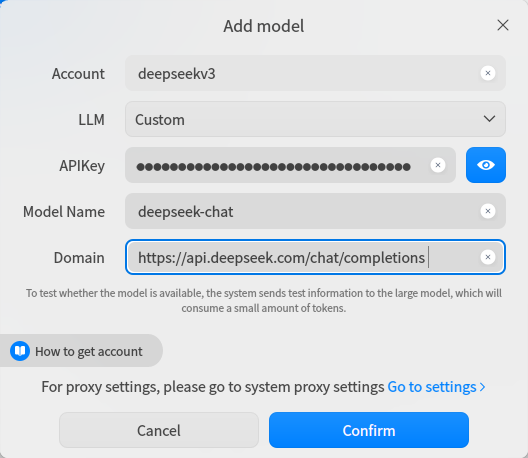 Add model
Account deepseekv3
LLM Custom
APIKey ●●●●●●●●●●●●●●●●●●●●●●●●●●●●●●●●
Model Name deepseek-chat
Domain https://api.deepseek.com/chat/completions
To test whether the model is available, the system sends test information to the large model, which will
consume a small amount of tokens.
How to get account
For proxy settings, please go to system proxy settings Go to settings >
Cancel Confirm